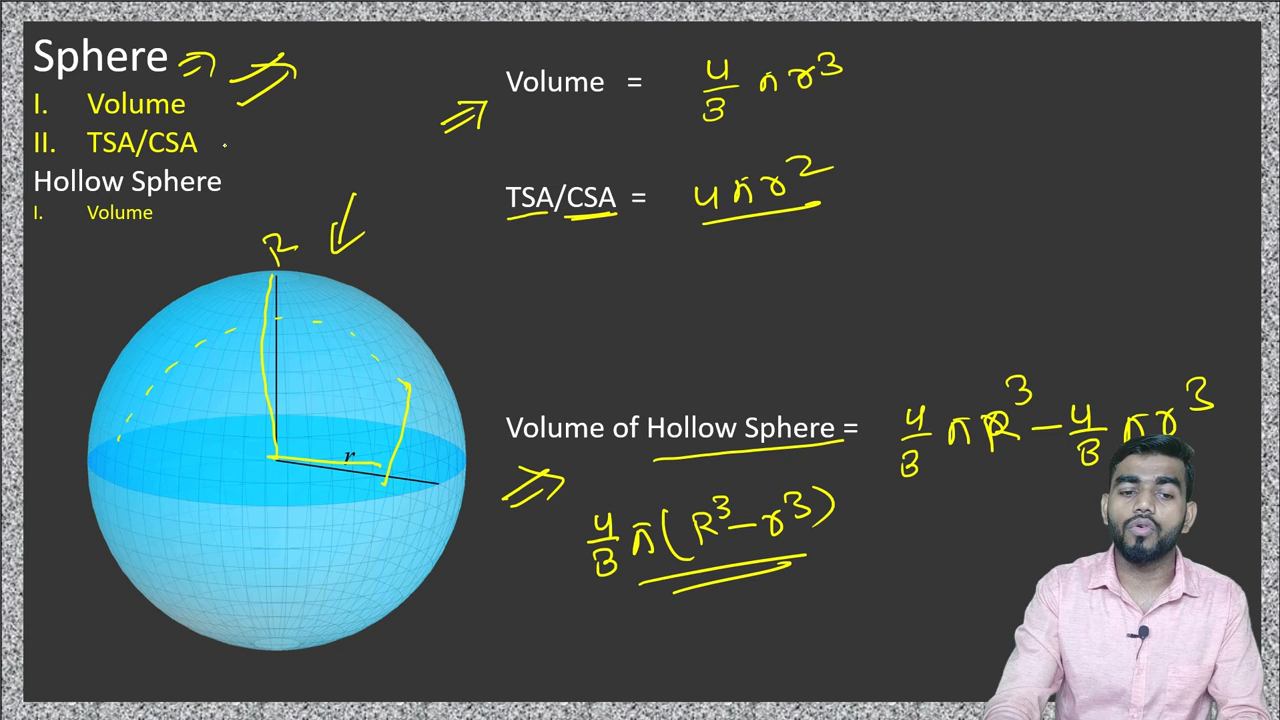 Sphere
I. Volume
II. TSA/CSA
Hollow Sphere
I. Volume
Volume = 4/3 πr³
TSA/CSA = 4πr²
R
r
Volume of Hollow Sphere = 4/3 πR³ − 4/3 πr³
4/3 π(R³ − r³)